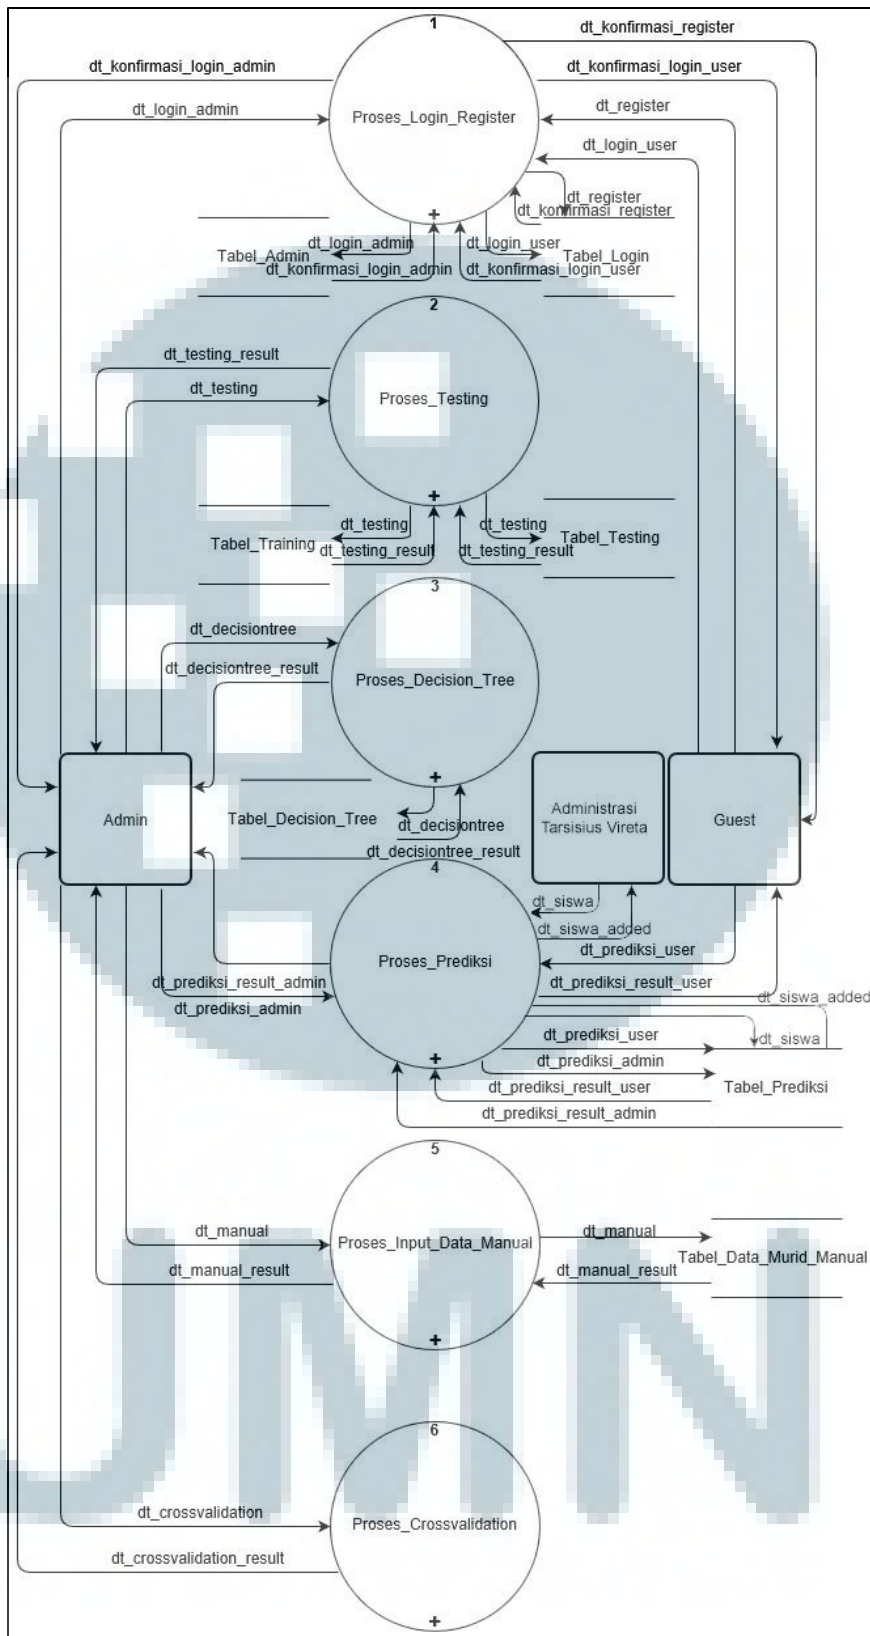 1
dt_konfirmasi_register
dt_konfirmasi_login_admin
dt_konfirmasi_login_user
dt_login_admin
dt_register
Proses_Login_Register
dt_login_user
dt_register
dt_konfirmasi_register
+
dt_login_admin
dt_login_user
Tabel_Admin
Tabel_Login
dt_konfirmasi_login_admin
dt_konfirmasi_login_user
2
dt_testing_result
dt_testing
Proses_Testing
+
dt_testing
dt_testing
Tabel_Training
Tabel_Testing
dt_testing_result
dt_testing_result
3
dt_decisiontree
dt_decisiontree_result
Proses_Decision_Tree
+
Admin
Tabel_Decision_Tree
dt_decisiontree
Administrasi
Tarsisius Vireta
Guest
dt_decisiontree_result
4
dt_siswa
dt_siswa_added
dt_prediksi_user
Proses_Prediksi
dt_prediksi_result_admin
dt_prediksi_result_user
dt_prediksi_admin
dt_siswa_added
dt_prediksi_user
dt_siswa
+
dt_prediksi_admin
dt_prediksi_result_user
Tabel_Prediksi
dt_prediksi_result_admin
5
dt_manual
dt_manual
Proses_Input_Data_Manual
Tabel_Data_Murid_Manual
dt_manual_result
dt_manual_result
+
6
dt_crossvalidation
Proses_Crossvalidation
dt_crossvalidation_result
+
UMN